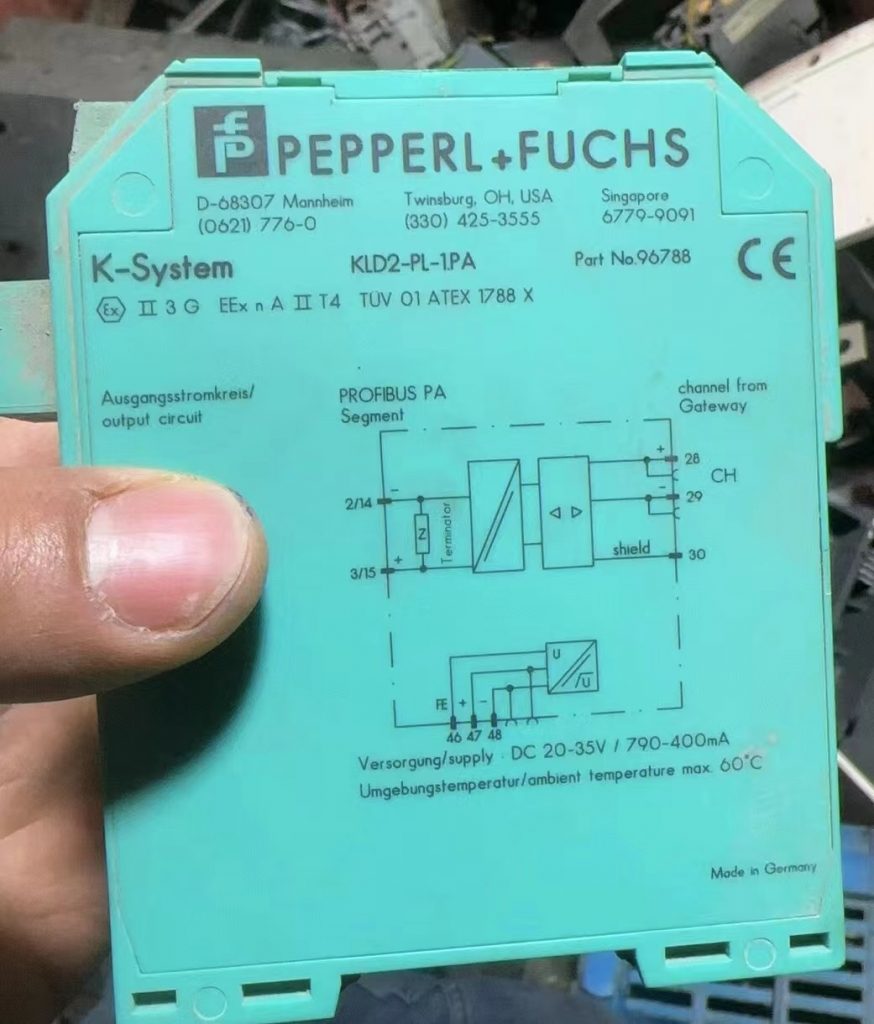 PEPPERL+FUCHS
D-68307 Mannheim
(0621) 776-0
Twinsburg, OH, USA
(330) 425-3555
Singapore
6779-9091
K-System
KLD2-PL-1.PA
Part No.96788
CE
Ex II 3 G EEx n A II T4 TÜV 01 ATEX 1788 X
Ausgangsstromkreis/
output circuit
PROFIBUS PA
Segment
channel from
Gateway
2/14
-
3/15
+
Z
Terminator
+
28
CH
-
29
shield
30
U
/U
FE + -
46 47 48
Versorgung/supply DC 20-35V / 790-400mA
Umgebungstemperatur/ambient temperature max. 60°C
Made in Germany